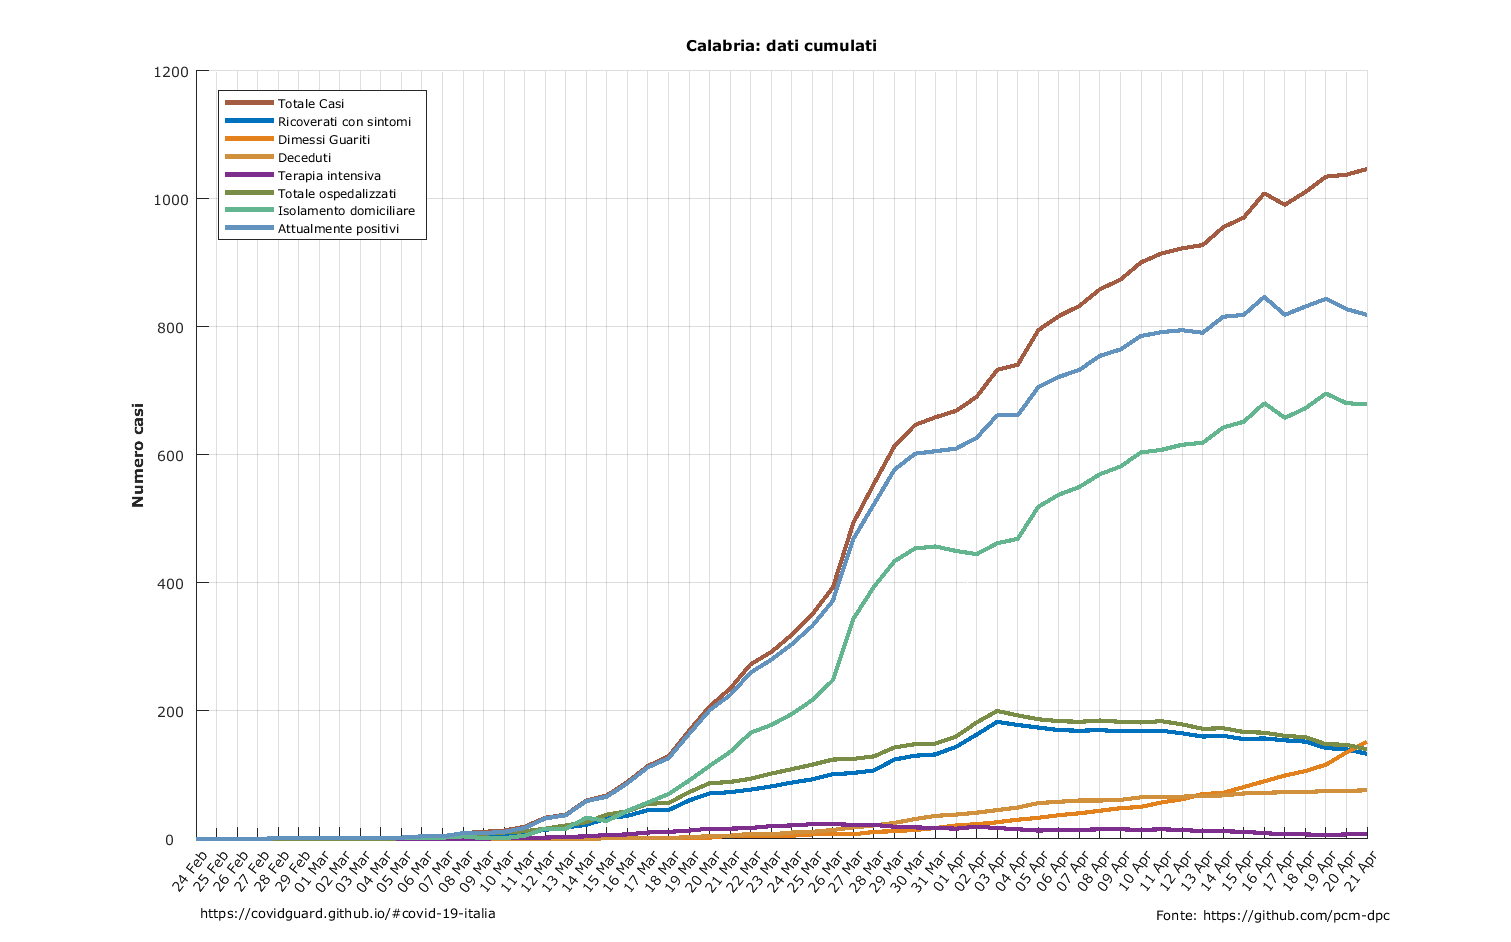 Calabria: dati cumulati
Numero casi
1200
1000
800
600
400
200
0
Totale Casi
Ricoverati con sintomi
Dimessi Guariti
Deceduti
Terapia intensiva
Totale ospedalizzati
Isolamento domiciliare
Attualmente positivi
24 Feb
25 Feb
26 Feb
27 Feb
28 Feb
29 Feb
01 Mar
02 Mar
03 Mar
04 Mar
05 Mar
06 Mar
07 Mar
08 Mar
09 Mar
10 Mar
11 Mar
12 Mar
13 Mar
14 Mar
15 Mar
16 Mar
17 Mar
18 Mar
19 Mar
20 Mar
21 Mar
22 Mar
23 Mar
24 Mar
25 Mar
26 Mar
27 Mar
28 Mar
29 Mar
30 Mar
31 Mar
01 Apr
02 Apr
03 Apr
04 Apr
05 Apr
06 Apr
07 Apr
08 Apr
09 Apr
10 Apr
11 Apr
12 Apr
13 Apr
14 Apr
15 Apr
16 Apr
17 Apr
18 Apr
19 Apr
20 Apr
21 Apr
https://covidguard.github.io/#covid-19-italia
Fonte: https://github.com/pcm-dpc